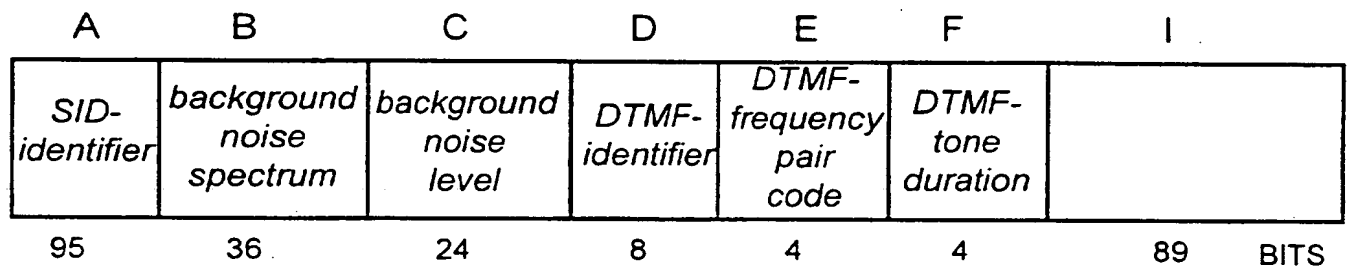 A B C D E F I
SID-
identifier
background
noise
spectrum
background
noise
level
DTMF-
identifier
DTMF-
frequency
pair
code
DTMF-
tone
duration
95 36 24 8 4 4 89 BITS